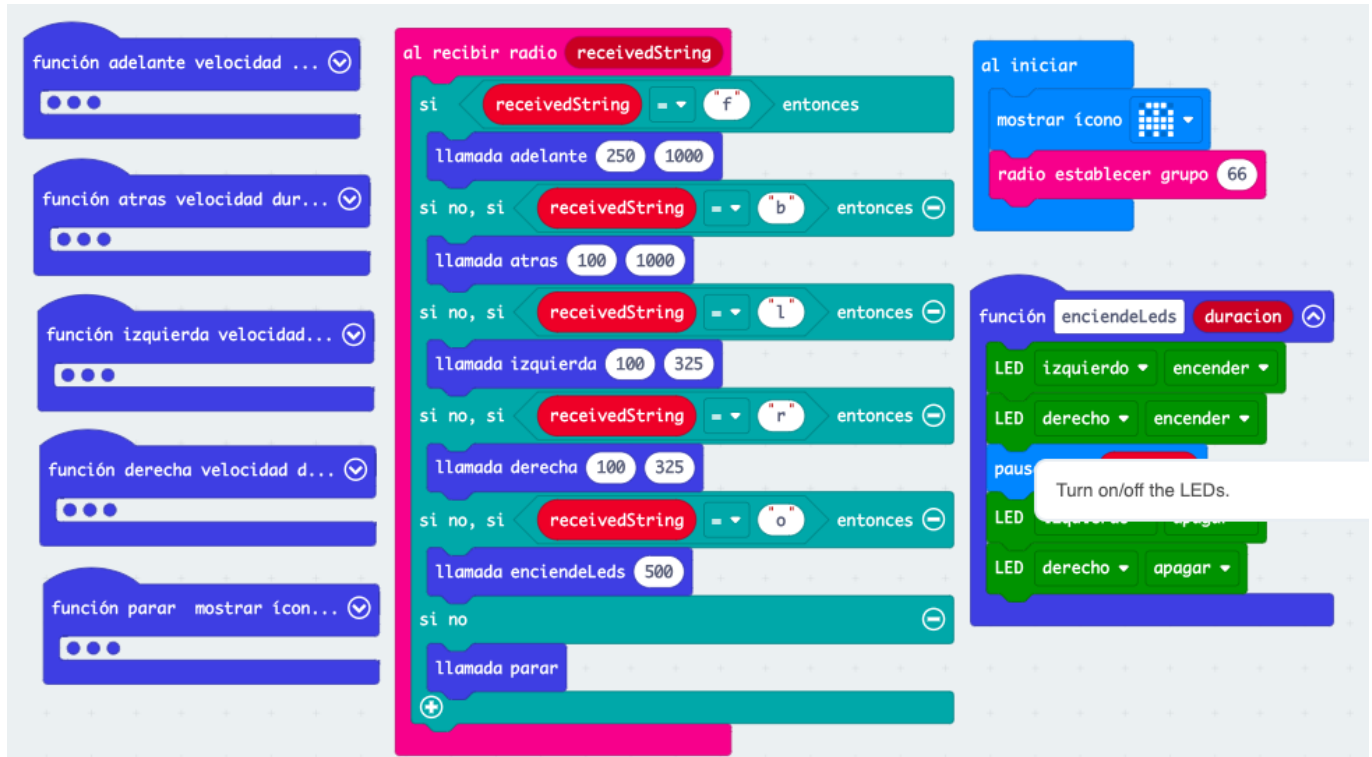 función adelante velocidad ...
función atras velocidad dur...
función izquierda velocidad...
función derecha velocidad d...
función parar mostrar ícon...
al recibir radio receivedString
si receivedString = "f" entonces
llamada adelante 250 1000
si no, si receivedString = "b" entonces
llamada atras 100 1000
si no, si receivedString = "l" entonces
llamada izquierda 100 325
si no, si receivedString = "r" entonces
llamada derecha 100 325
si no, si receivedString = "o" entonces
llamada enciendeLeds 500
si no
llamada parar
al iniciar
mostrar ícono
radio establecer grupo 66
función enciendeLeds duracion
LED izquierdo encender
LED derecho encender
paus
Turn on/off the LEDs.
LED
LED derecho apagar